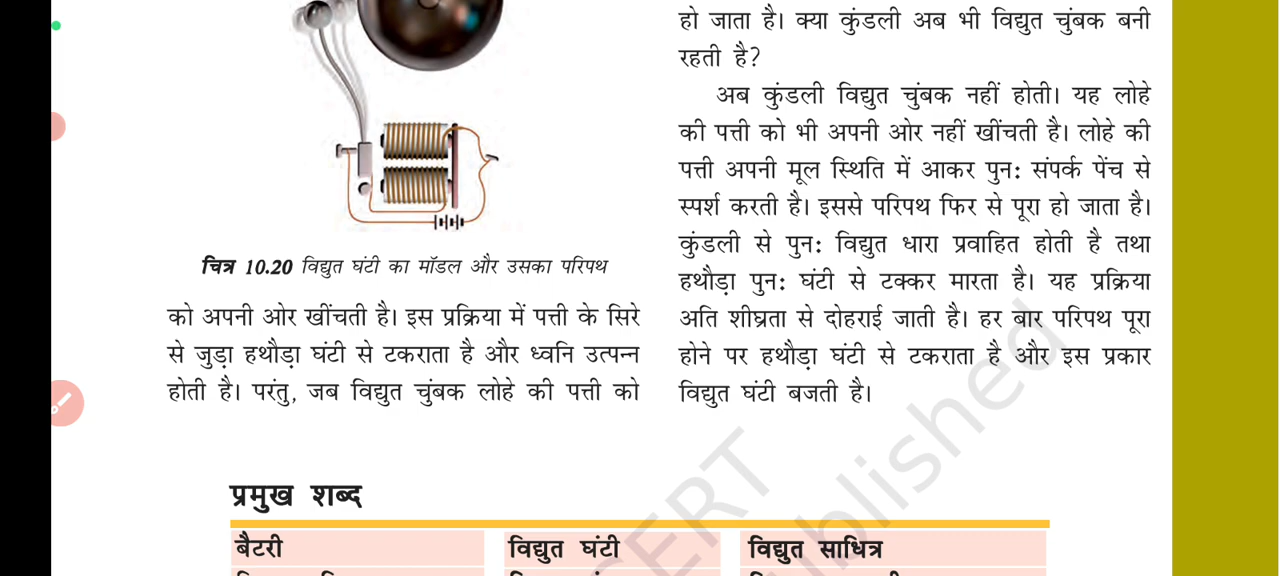 चित्र 10.20 विद्युत घंटी का मॉडल और उसका परिपथ
को अपनी ओर खींचती है। इस प्रक्रिया में पत्ती के सिरे
से जुड़ा हथौड़ा घंटी से टकराता है और ध्वनि उत्पन्न
होती है। परंतु, जब विद्युत चुंबक लोहे की पत्ती को
हो जाता है। क्या कुंडली अब भी विद्युत चुंबक बनी
रहती है?
अब कुंडली विद्युत चुंबक नहीं होती। यह लोहे
की पत्ती को भी अपनी ओर नहीं खींचती है। लोहे की
पत्ती अपनी मूल स्थिति में आकर पुन: संपर्क पेंच से
स्पर्श करती है। इससे परिपथ फिर से पूरा हो जाता है।
कुंडली से पुन: विद्युत धारा प्रवाहित होती है तथा
हथौड़ा पुन: घंटी से टक्कर मारता है। यह प्रक्रिया
अति शीघ्रता से दोहराई जाती है। हर बार परिपथ पूरा
होने पर हथौड़ा घंटी से टकराता है और इस प्रकार
विद्युत घंटी बजती है।
प्रमुख शब्द
बैटरी
विद्युत घंटी
विद्युत साधित्र